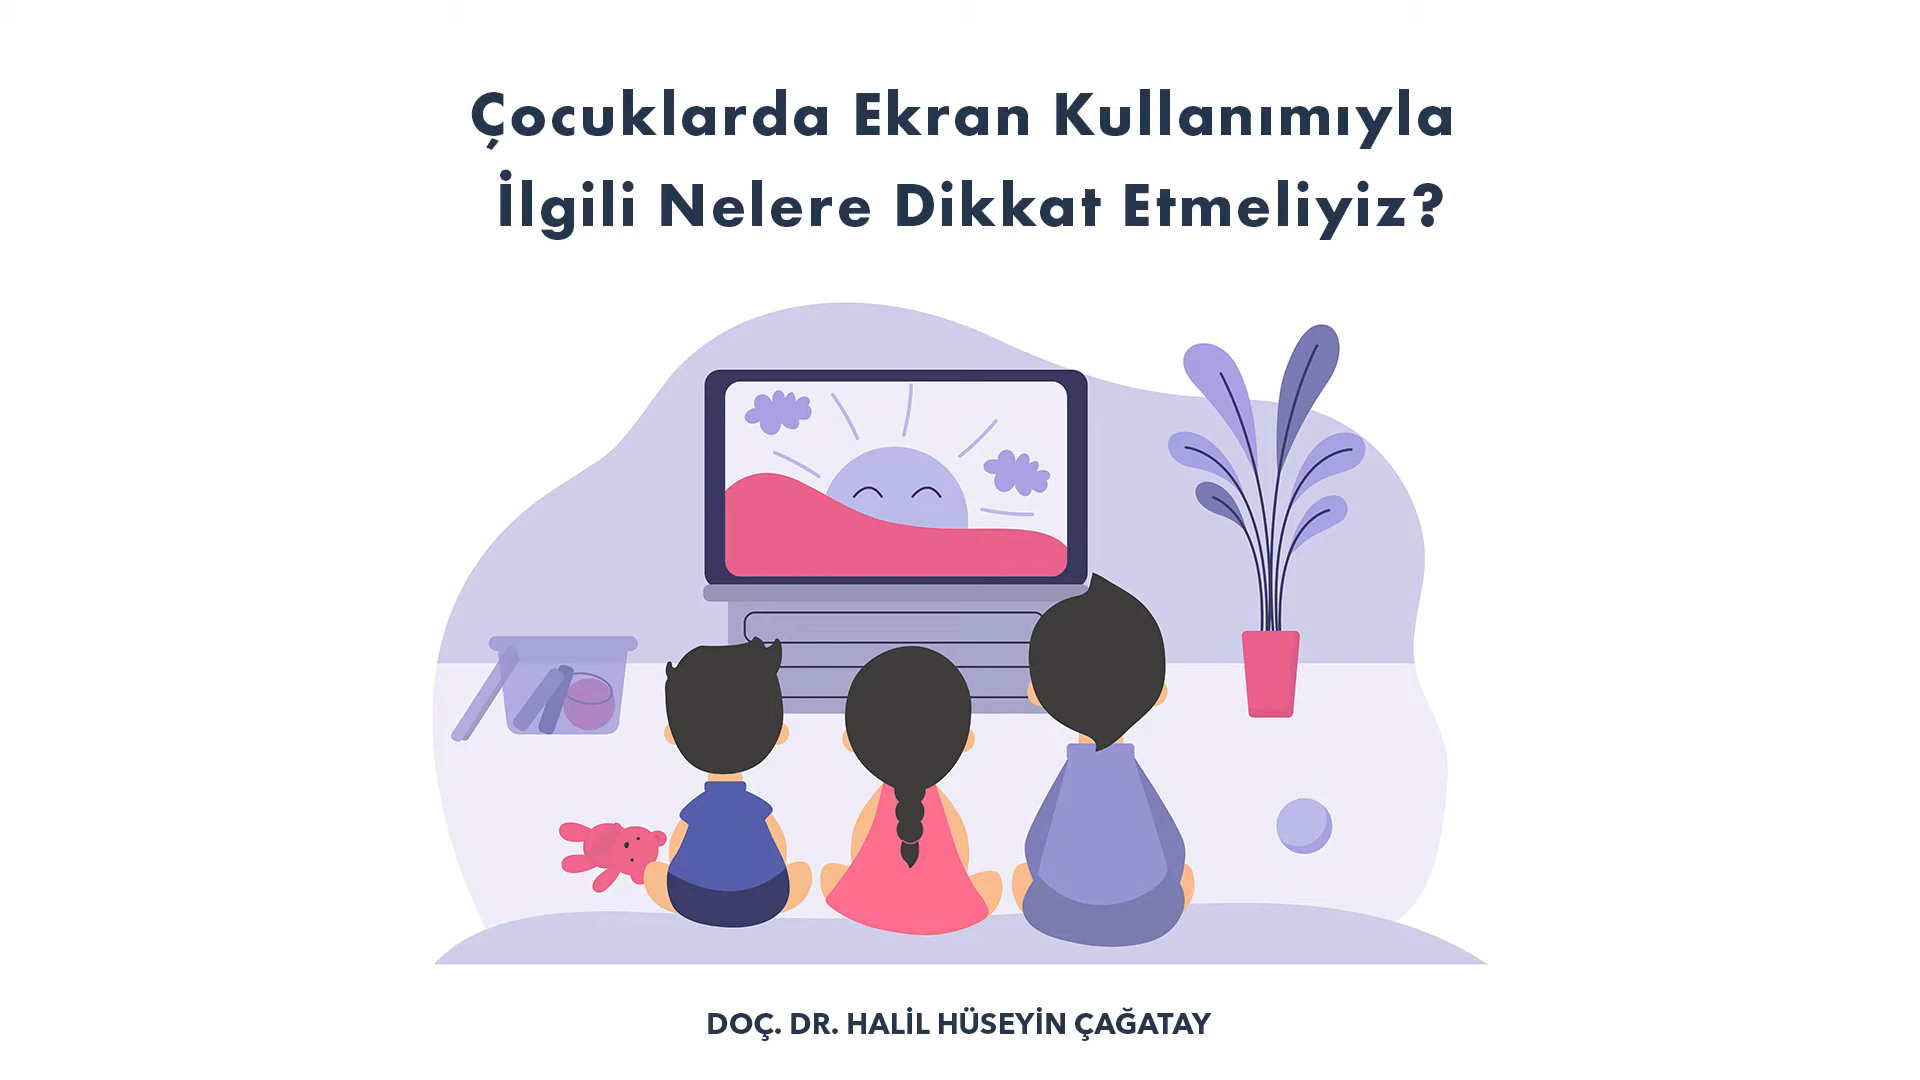 Çocuklarda Ekran Kullanımıyla
İlgili Nelere Dikkat Etmeliyiz?
DOÇ. DR. HALİL HÜSEYİN ÇAĞATAY